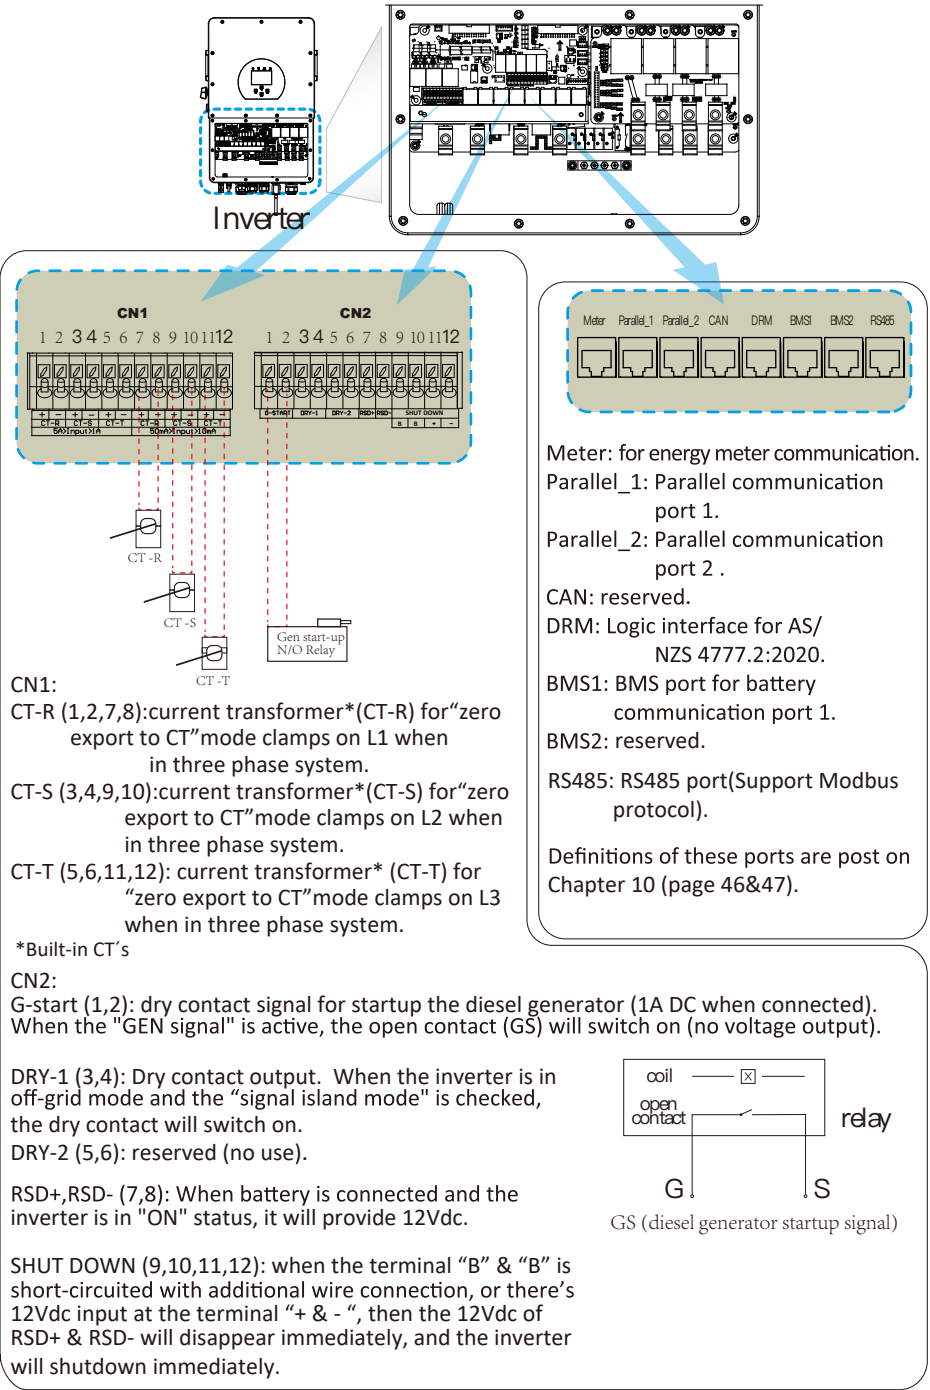 Inverter
CN1
CN2
1 2 3 4 5 6 7 8 9 10 11 12
1 2 3 4 5 6 7 8 9 10 11 12
+ − + − + − + − + − + −
CT-R CT-S CT-T CT-R CT-S CT-T
5A>Input>1A 50mA>Input>10mA
G-START DRY-1 DRY-2 RSD+ RSD- SHUT DOWN
B B + −
CT -R
CT -S
CT -T
Gen start-up
N/O Relay
Meter Parallel_1 Parallel_2 CAN DRM BMS1 BMS2 RS485
Meter: for energy meter communication.
Parallel_1: Parallel communication
port 1.
Parallel_2: Parallel communication
port 2 .
CAN: reserved.
DRM: Logic interface for AS/
NZS 4777.2:2020.
BMS1: BMS port for battery
communication port 1.
BMS2: reserved.
RS485: RS485 port(Support Modbus
protocol).
Definitions of these ports are post on
Chapter 10 (page 46&47).
CN1:
CT-R (1,2,7,8):current transformer*(CT-R) for“zero
export to CT”mode clamps on L1 when
in three phase system.
CT-S (3,4,9,10):current transformer*(CT-S) for“zero
export to CT”mode clamps on L2 when
in three phase system.
CT-T (5,6,11,12): current transformer* (CT-T) for
“zero export to CT”mode clamps on L3
when in three phase system.
*Built-in CT´s
CN2:
G-start (1,2): dry contact signal for startup the diesel generator (1A DC when connected).
When the "GEN signal" is active, the open contact (GS) will switch on (no voltage output).
DRY-1 (3,4): Dry contact output. When the inverter is in
off-grid mode and the “signal island mode" is checked,
the dry contact will switch on.
DRY-2 (5,6): reserved (no use).
RSD+,RSD- (7,8): When battery is connected and the
inverter is in "ON" status, it will provide 12Vdc.
SHUT DOWN (9,10,11,12): when the terminal “B” & “B” is
short-circuited with additional wire connection, or there’s
12Vdc input at the terminal “+ & - “, then the 12Vdc of
RSD+ & RSD- will disappear immediately, and the inverter
will shutdown immediately.
coil
open
contact
relay
G S
GS (diesel generator startup signal)